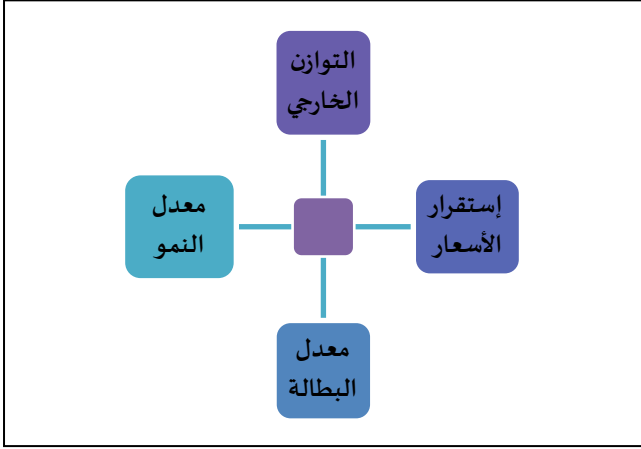 التوازن
الخارجي
إستقرار
الأسعار
معدل
النمو
معدل
البطالة